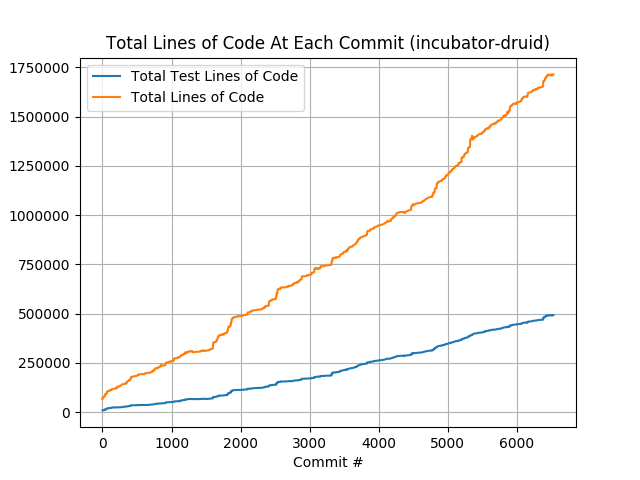 Total Lines of Code At Each Commit (incubator-druid)
Total Test Lines of Code
Total Lines of Code
1750000
1500000
1250000
1000000
750000
500000
250000
0
0 1000 2000 3000 4000 5000 6000
Commit #